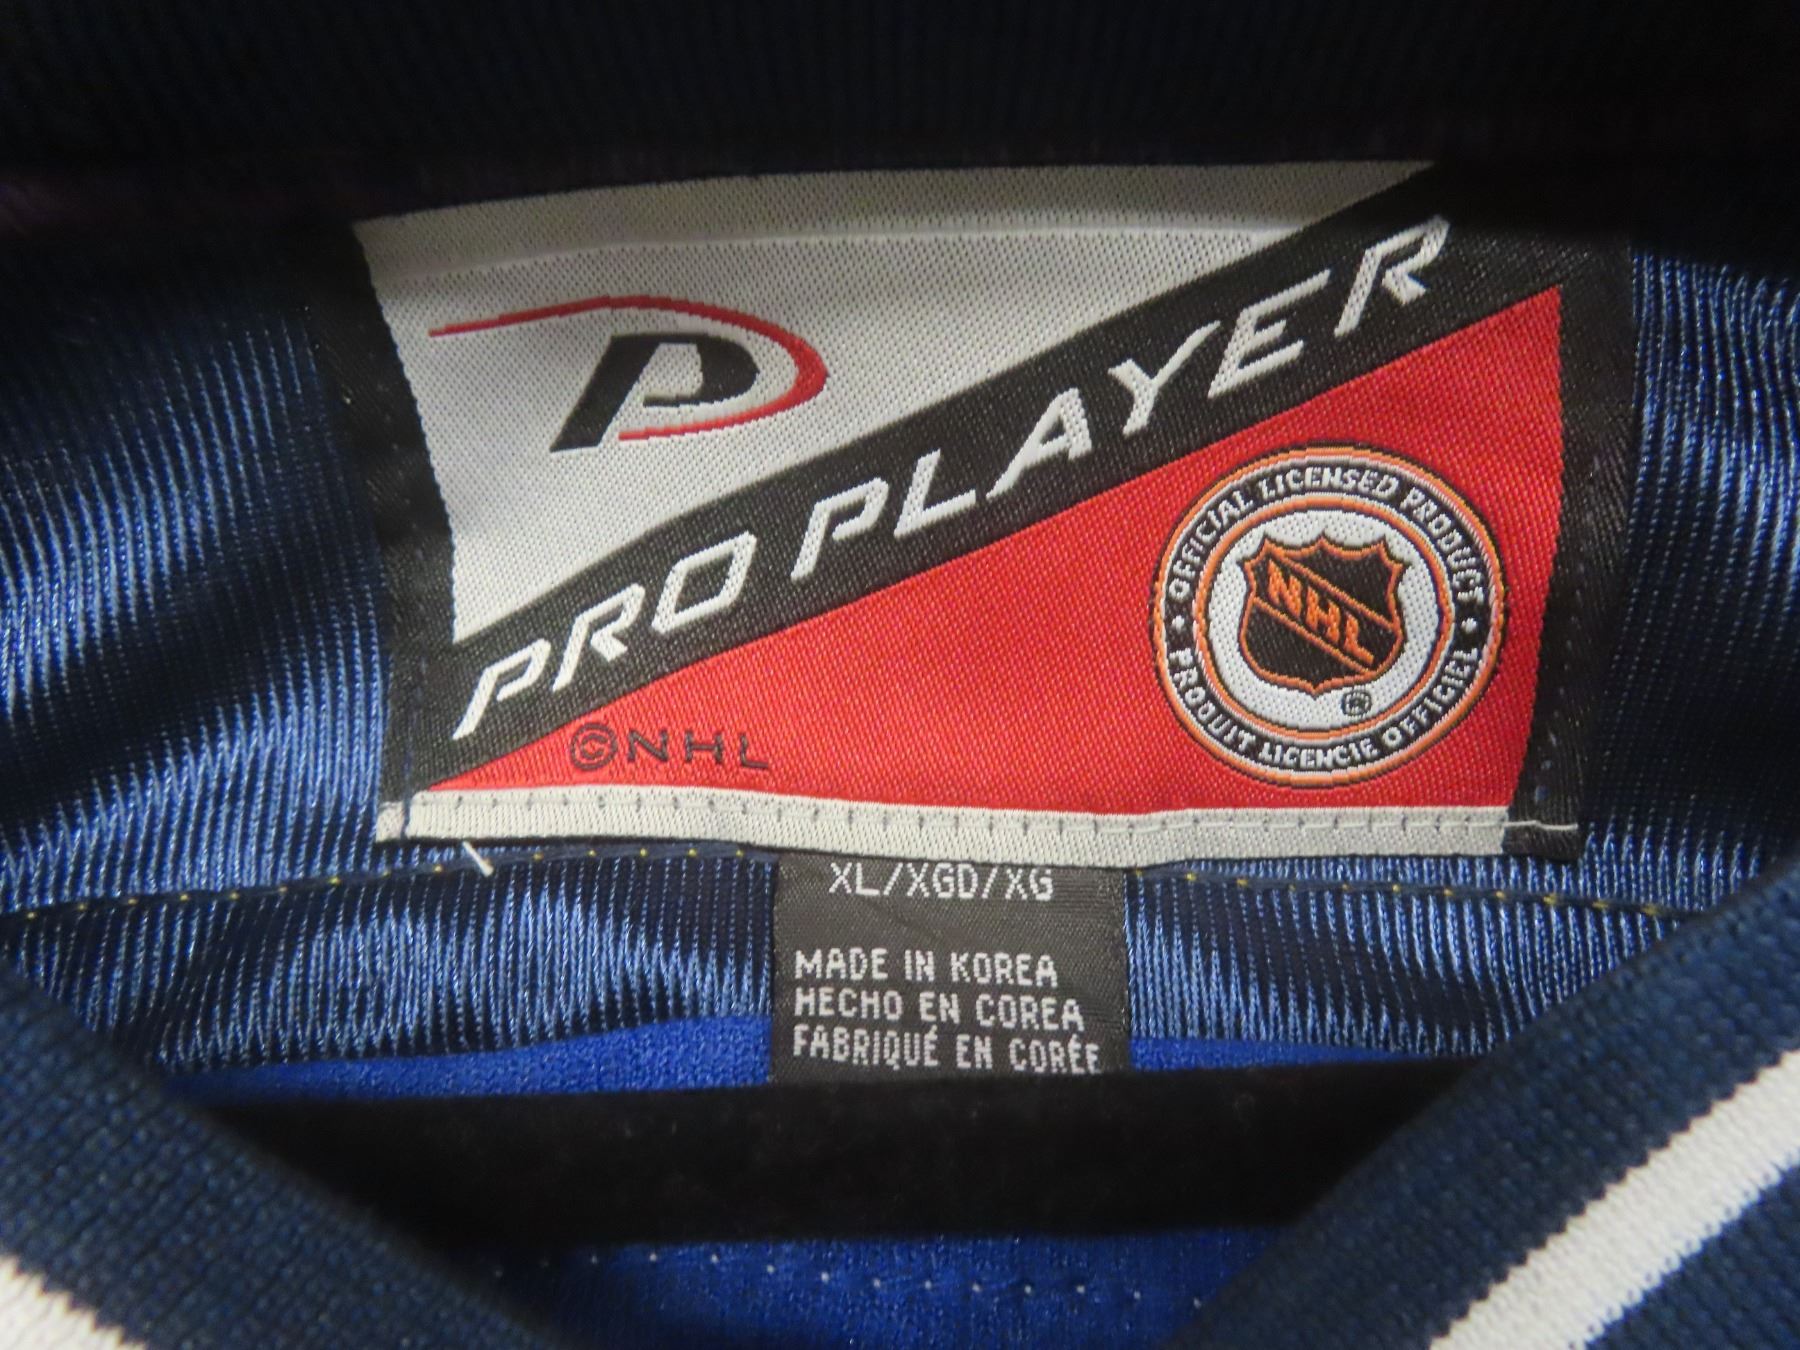 P
PRO PLAYER
©NHL
• OFFICIAL LICENSED PRODUCT •
NHL
®
PRODUIT LICENCIE OFFICIEL
XL/XGD/XG
MADE IN KOREA
HECHO EN COREA
FABRIQUÉ EN CORÉE